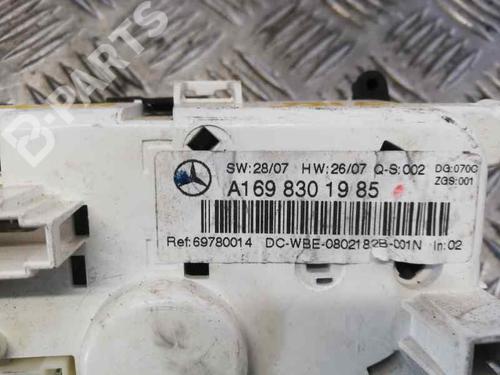 B-PARTS
SW:28/07 HW:26/07 Q-S:002 DG:070C
ZGS:001
A169 830 19 85
Ref:69780014 DC-WBE-0802182B-001N In:02